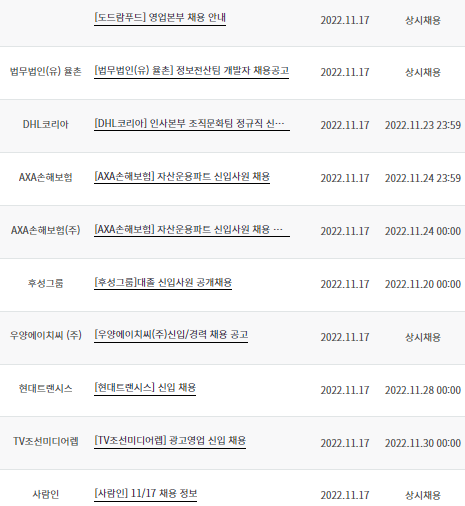 [도드람푸드] 영업본부 채용 안내 2022.11.17 상시채용
법무법인(유) 율촌 [법무법인(유) 율촌] 정보전산팀 개발자 채용공고 2022.11.17 상시채용
DHL코리아 [DHL코리아] 인사본부 조직문화팀 정규직 신⋯ 2022.11.17 2022.11.23 23:59
AXA손해보험 [AXA손해보험] 자산운용파트 신입사원 채용 2022.11.17 2022.11.24 23:59
AXA손해보험(주) [AXA손해보험] 자산운용파트 신입사원 채용 ⋯ 2022.11.17 2022.11.24 00:00
후성그룹 [후성그룹]대졸 신입사원 공개채용 2022.11.17 2022.11.20 00:00
우양에이치씨 (주) [우양에이치씨(주)신입/경력 채용 공고 2022.11.17 상시채용
현대트랜시스 [현대트랜시스] 신입 채용 2022.11.17 2022.11.28 00:00
TV조선미디어렙 [TV조선미디어렙] 광고영업 신입 채용 2022.11.17 2022.11.30 00:00
사람인 [사람인] 11/17 채용 정보 2022.11.17 상시채용